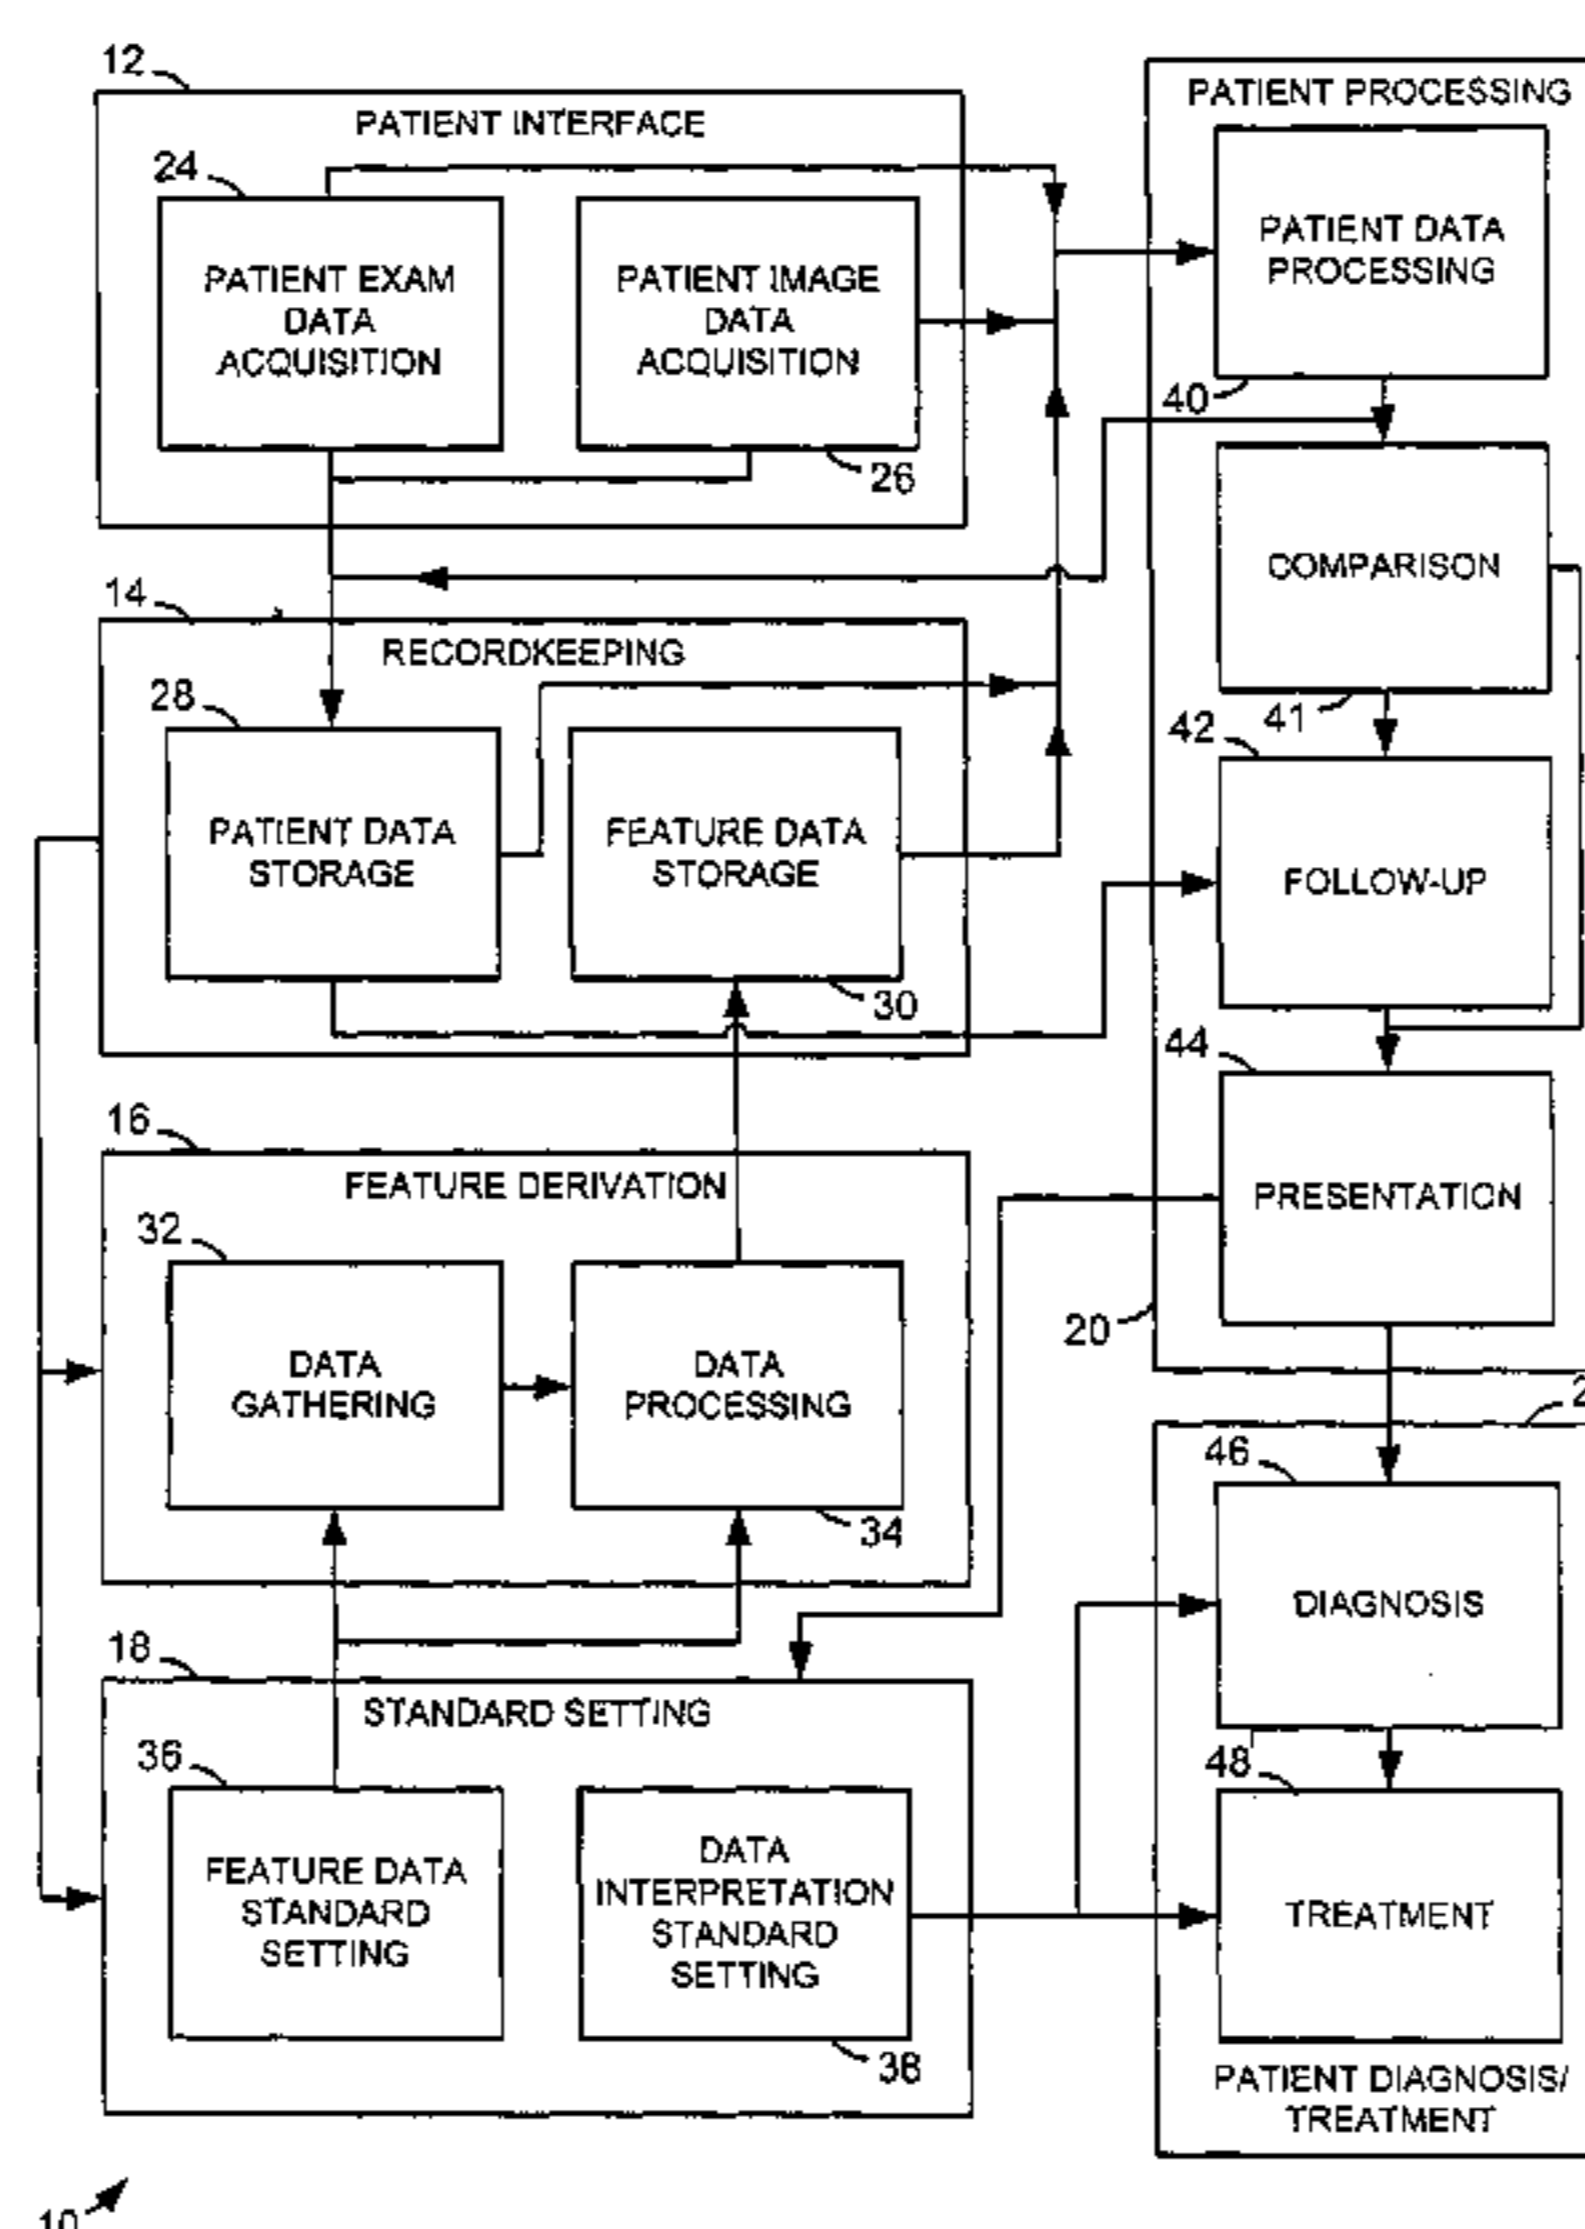 12
PATIENT INTERFACE
24
PATIENT EXAM
DATA
ACQUISITION
PATIENT IMAGE
DATA
ACQUISITION
26
14
RECORDKEEPING
28
PATIENT DATA
STORAGE
FEATURE DATA
STORAGE
30
16
FEATURE DERIVATION
32
DATA
GATHERING
DATA
PROCESSING
34
18
STANDARD SETTING
36
FEATURE DATA
STANDARD
SETTING
DATA
INTERPRETATION
STANDARD
SETTING
38
10
PATIENT PROCESSING
PATIENT DATA
PROCESSING
40
COMPARISON
41
42
FOLLOW-UP
44
PRESENTATION
20
46
DIAGNOSIS
48
TREATMENT
PATIENT DIAGNOSIS/
TREATMENT